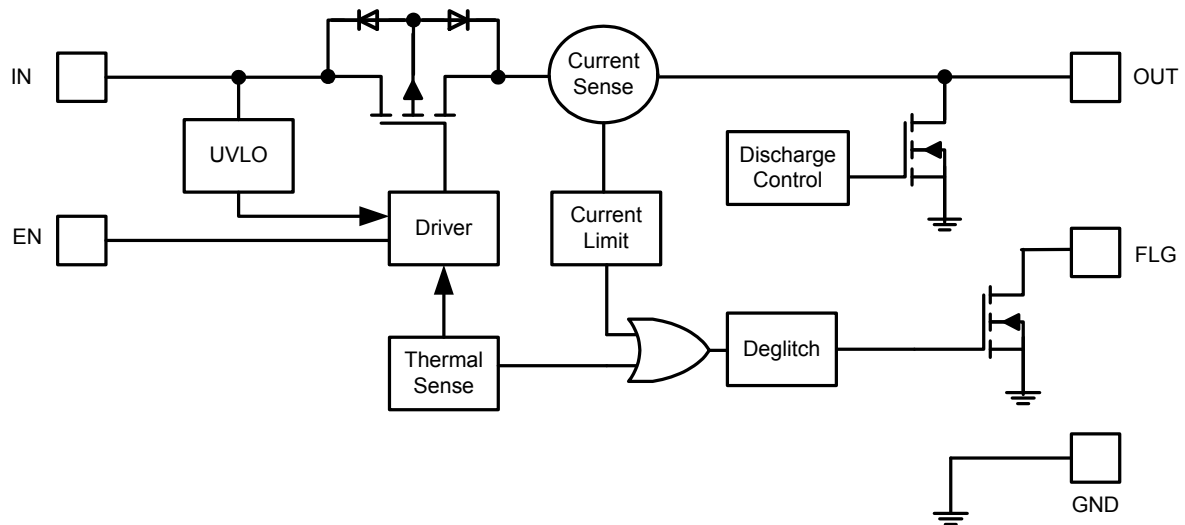 IN
Current
Sense
OUT
UVLO
Discharge
Control
EN
Driver
Current
Limit
FLG
Thermal
Sense
Deglitch
GND